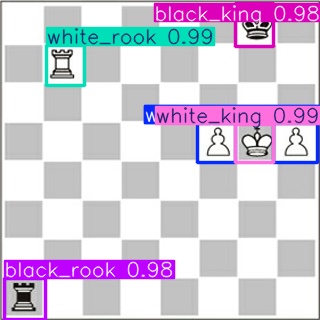 black_king 0.98
white_rook 0.99
w
white_king 0.99
black_rook 0.98